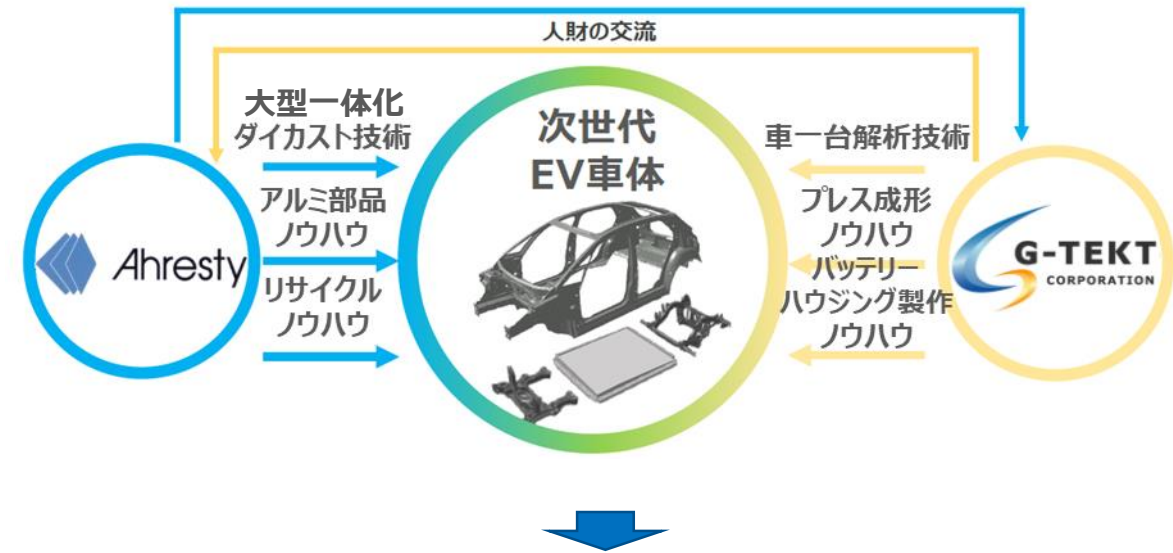 人財の交流
大型一体化
ダイカスト技術
アルミ部品
ノウハウ
リサイクル
ノウハウ
Ahresty
次世代
EV車体
車一台解析技術
プレス成形
ノウハウ
バッテリー
ハウジング製作
ノウハウ
G-TEKT
CORPORATION